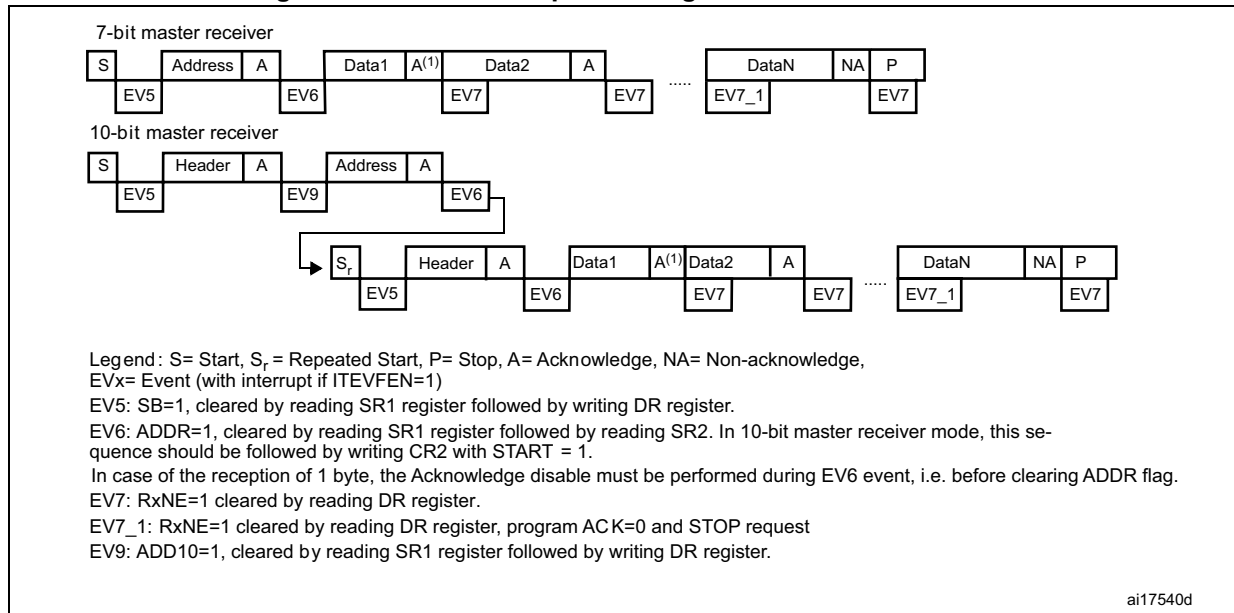 7-bit master receiver
S Address A Data1 A(1) Data2 A ..... DataN NA P
EV5 EV6 EV7 EV7 EV7_1 EV7
10-bit master receiver
S Header A Address A
EV5 EV9 EV6
Sr Header A Data1 A(1) Data2 A ..... DataN NA P
EV5 EV6 EV7 EV7 EV7_1 EV7
Legend: S= Start, Sr = Repeated Start, P= Stop, A= Acknowledge, NA= Non-acknowledge,
EVx= Event (with interrupt if ITEVFEN=1)
EV5: SB=1, cleared by reading SR1 register followed by writing DR register.
EV6: ADDR=1, cleared by reading SR1 register followed by reading SR2. In 10-bit master receiver mode, this se-
quence should be followed by writing CR2 with START = 1.
In case of the reception of 1 byte, the Acknowledge disable must be performed during EV6 event, i.e. before clearing ADDR flag.
EV7: RxNE=1 cleared by reading DR register.
EV7_1: RxNE=1 cleared by reading DR register, program ACK=0 and STOP request
EV9: ADD10=1, cleared by reading SR1 register followed by writing DR register.
ai17540d